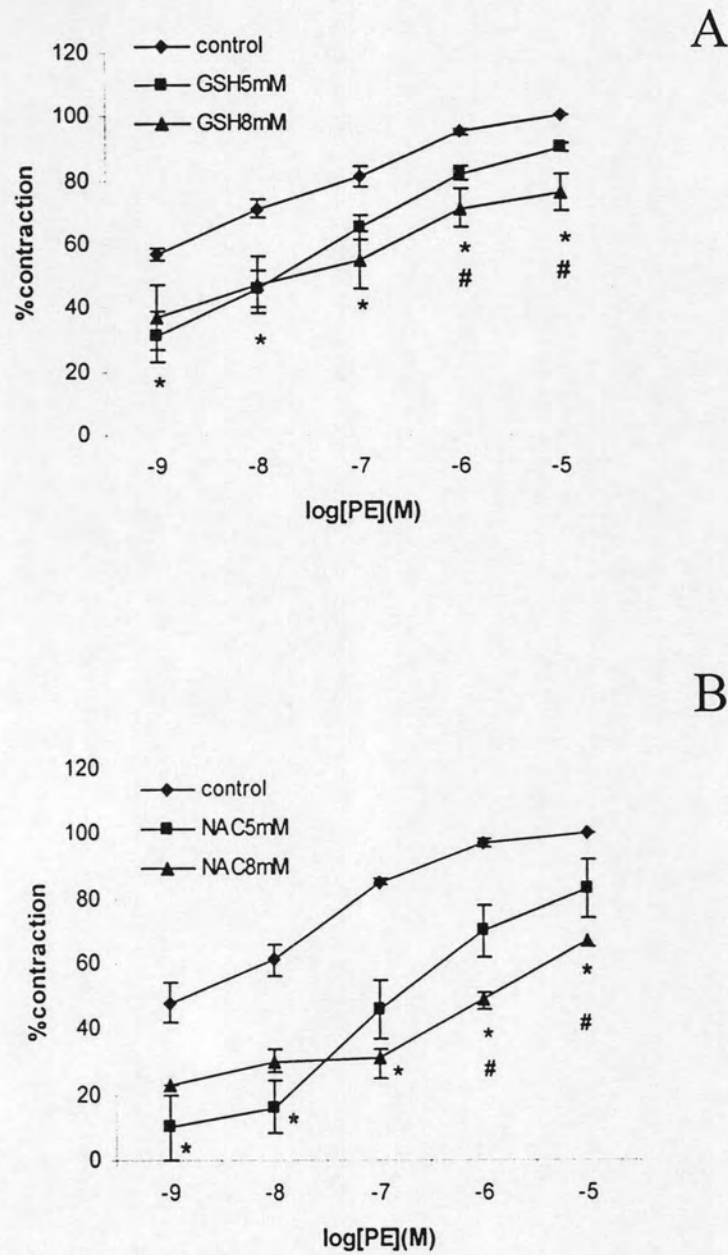 A
120
100
80
60
40
20
0
%contraction
control
GSH5mM
GSH8mM
*
*
*
*
#
*
#
-9 -8 -7 -6 -5
log[PE](M)
B
120
100
80
60
40
20
0
%contraction
control
NAC5mM
NAC8mM
*
*
*
*
#
*
#
-9 -8 -7 -6 -5
log[PE](M)